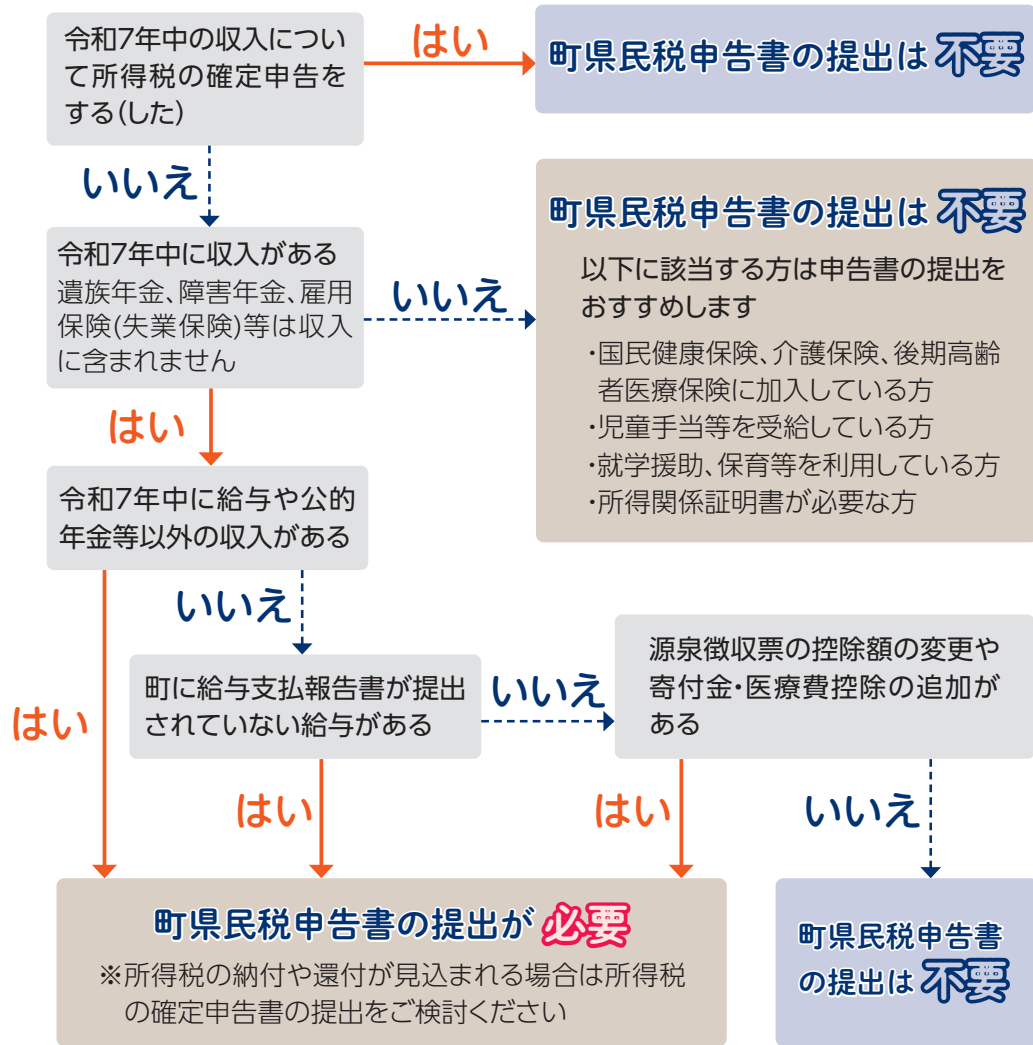 令和7年中の収入につい
て所得税の確定申告を
する(した)
はい
町県民税申告書の提出は 不要
いいえ
令和7年中に収入がある
遺族年金、障害年金、雇用
保険(失業保険)等は収入
に含まれません
いいえ
町県民税申告書の提出は 不要
以下に該当する方は申告書の提出を
おすすめします
・国民健康保険、介護保険、後期高齢
者医療保険に加入している方
・児童手当等を受給している方
・就学援助、保育等を利用している方
・所得関係証明書が必要な方
はい
令和7年中に給与や公的
年金等以外の収入がある
はい
いいえ
町に給与支払報告書が提出
されていない給与がある
いいえ
源泉徴収票の控除額の変更や
寄付金・医療費控除の追加が
ある
はい
はい
いいえ
町県民税申告書の提出が 必要
※所得税の納付や還付が見込まれる場合は所得税
の確定申告書の提出をご検討ください
町県民税申告書
の提出は 不要